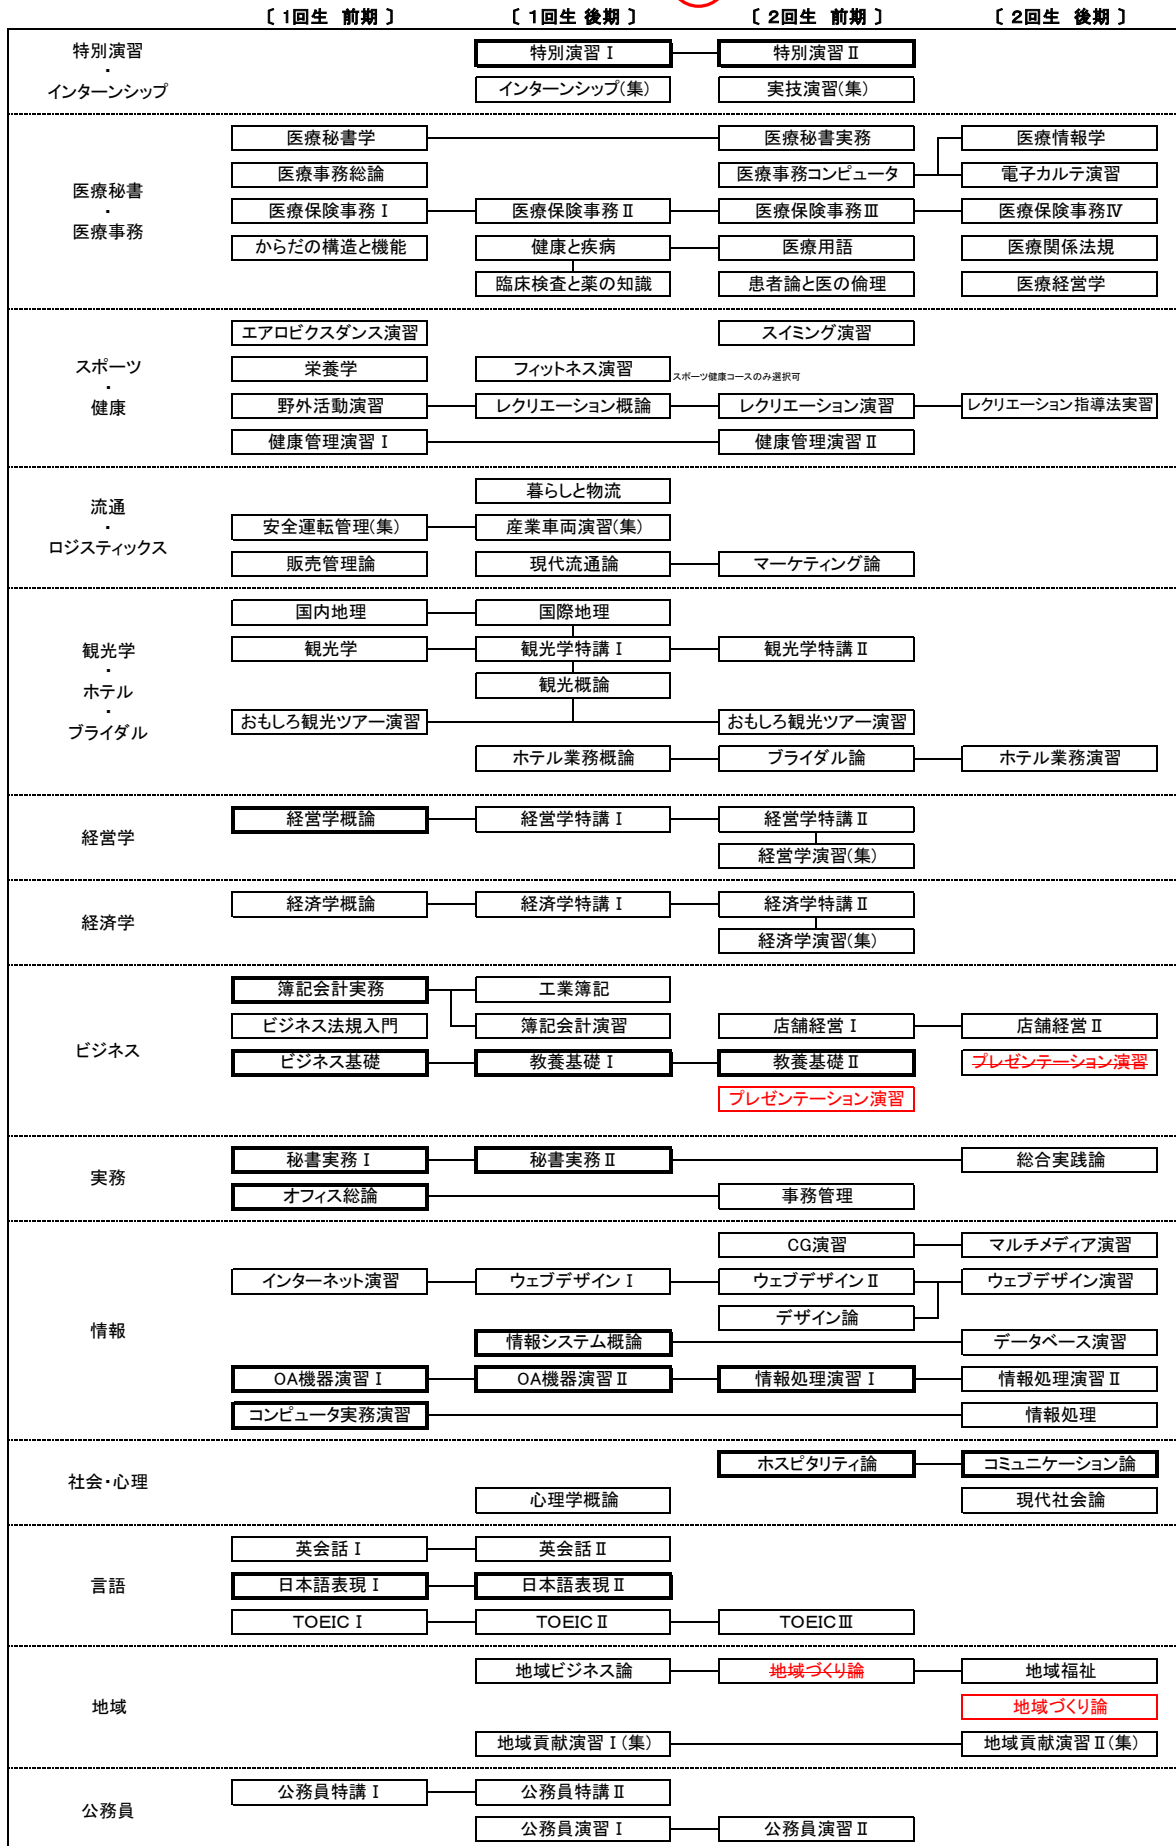 〔 1回生 前期 〕 〔 1回生 後期 〕 〔 2回生 前期 〕 〔 2回生 後期 〕
特別演習 特別演習Ⅰ 特別演習Ⅱ
・
インターンシップ インターンシップ(集) 実技演習(集)
医療秘書学 医療秘書実務 医療情報学
医療事務総論 医療事務コンピュータ 電子カルテ演習
医療秘書
・
医療事務
医療保険事務Ⅰ 医療保険事務Ⅱ 医療保険事務Ⅲ 医療保険事務Ⅳ
からだの構造と機能 健康と疾病 医療用語 医療関係法規
臨床検査と薬の知識 患者論と医の倫理 医療経営学
エアロビクスダンス演習 スイミング演習
スポーツ
・
健康
栄養学 フィットネス演習 スポーツ健康コースのみ選択可
野外活動演習 レクリエーション概論 レクリエーション演習 レクリエーション指導法実習
健康管理演習Ⅰ 健康管理演習Ⅱ
暮らしと物流
流通
・
ロジスティックス
安全運転管理(集) 産業車両演習(集)
販売管理論 現代流通論 マーケティング論
国内地理 国際地理
観光学
・
ホテル
・
ブライダル
観光学 観光学特講Ⅰ 観光学特講Ⅱ
観光概論
おもしろ観光ツアー演習 おもしろ観光ツアー演習
ホテル業務概論 ブライダル論 ホテル業務演習
経営学 経営学概論 経営学特講Ⅰ 経営学特講Ⅱ
経営学演習(集)
経済学 経済学概論 経済学特講Ⅰ 経済学特講Ⅱ
経済学演習(集)
簿記会計実務 工業簿記
ビジネス法規入門 簿記会計演習 店舗経営Ⅰ 店舗経営Ⅱ
ビジネス ビジネス基礎 教養基礎Ⅰ 教養基礎Ⅱ プレゼンテーション演習
プレゼンテーション演習
実務 秘書実務Ⅰ 秘書実務Ⅱ 総合実践論
オフィス総論 事務管理
CG演習 マルチメディア演習
インターネット演習 ウェブデザインⅠ ウェブデザインⅡ ウェブデザイン演習
デザイン論
情報 情報システム概論 データベース演習
OA機器演習Ⅰ OA機器演習Ⅱ 情報処理演習Ⅰ 情報処理演習Ⅱ
コンピュータ実務演習 情報処理
社会・心理 ホスピタリティ論 コミュニケーション論
心理学概論 現代社会論
英会話Ⅰ 英会話Ⅱ
言語 日本語表現Ⅰ 日本語表現Ⅱ
TOEICⅠ TOEICⅡ TOEICⅢ
地域ビジネス論 地域づくり論 地域福祉
地域 地域づくり論
地域貢献演習Ⅰ(集) 地域貢献演習Ⅱ(集)
公務員特講Ⅰ 公務員特講Ⅱ
公務員 公務員演習Ⅰ 公務員演習Ⅱ